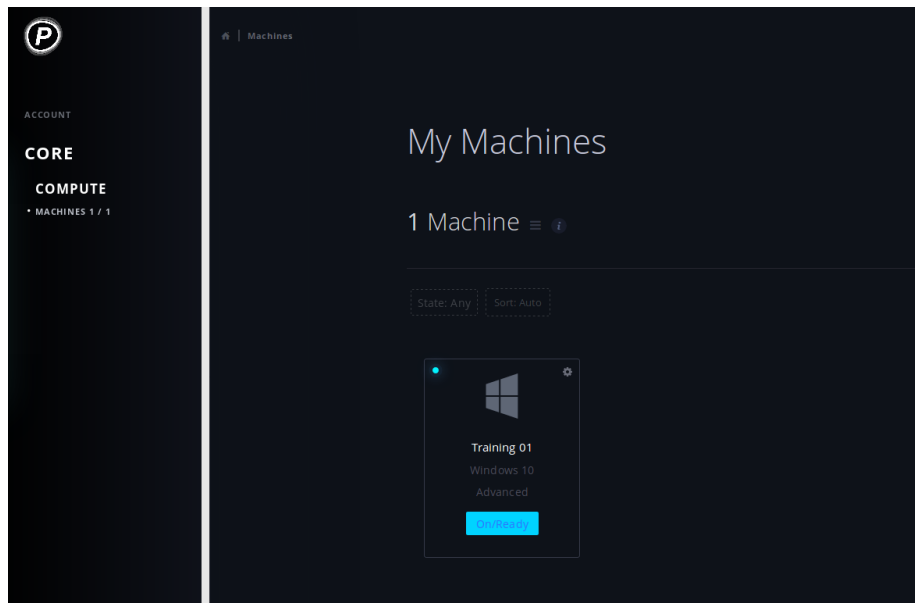 P
Machines
ACCOUNT
CORE
COMPUTE
MACHINES 1 / 1
My Machines
1 Machine
State: Any
Sort: Auto
Training 01
Windows 10
Advanced
On/Ready